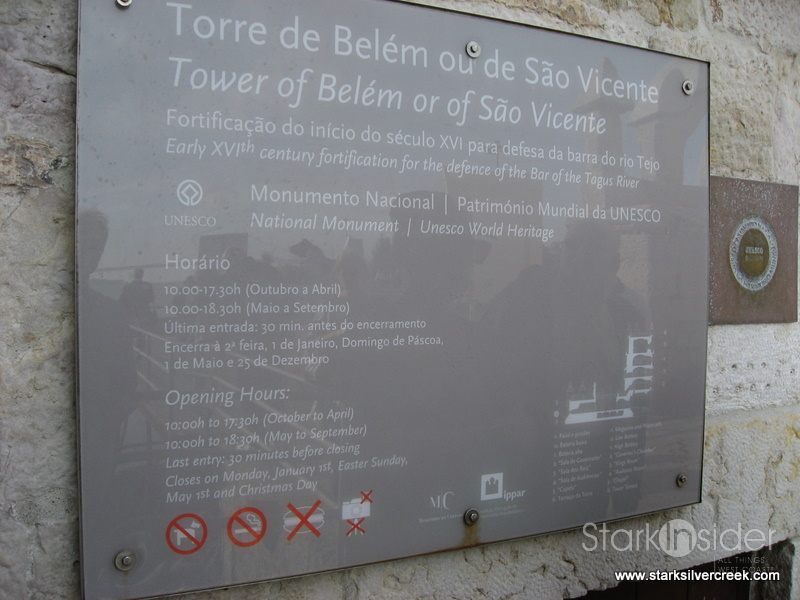 Torre de Belém ou de São Vicente
Tower of Belém or of São Vicente
Fortificação do início do século XVI para defesa da barra do rio Tejo
Early XVIth century fortification for the defence of the Bar of the Tagus River
UNESCO
Monumento Nacional | Património Mundial da UNESCO
National Monument | Unesco World Heritage
Horário
10.00-17.30h (Outubro a Abril)
10.00-18.30h (Maio a Setembro)
Última entrada: 30 min. antes do encerramento
Encerra à 2ª feira, 1 de Janeiro, Domingo de Páscoa,
1 de Maio e 25 de Dezembro
Opening Hours:
10:00h to 17:30h (October to April)
10:00h to 18:30h (May to September)
Last entry: 30 minutes before closing
Closes on Monday, January 1st, Easter Sunday,
May 1st and Christmas Day
MC
ippar
StarkInsider
ALL THINGS
WEST COAST
www.starksilvercreek.com